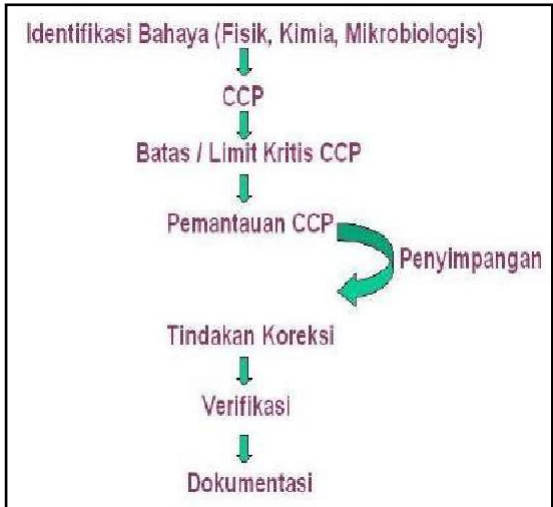 Identifikasi Bahaya (Fisik, Kimia, Mikrobiologis)
CCP
Batas / Limit Kritis CCP
Pemantauan CCP
Penyimpangan
Tindakan Koreksi
Verifikasi
Dokumentasi